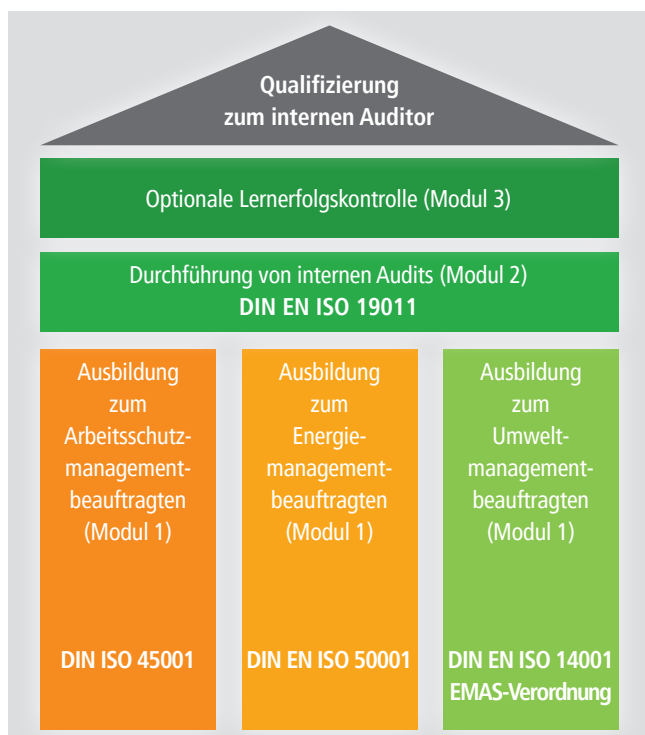 Qualifizierung
zum internen Auditor
Optionale Lernerfolgskontrolle (Modul 3)
Durchführung von internen Audits (Modul 2)
DIN EN ISO 19011
Ausbildung
zum
Arbeitsschutz-
management-
beauftragten
(Modul 1)
DIN ISO 45001
Ausbildung
zum
Energie-
management-
beauftragten
(Modul 1)
DIN EN ISO 50001
Ausbildung
zum
Umwelt-
management-
beauftragten
(Modul 1)
DIN EN ISO 14001
EMAS-Verordnung